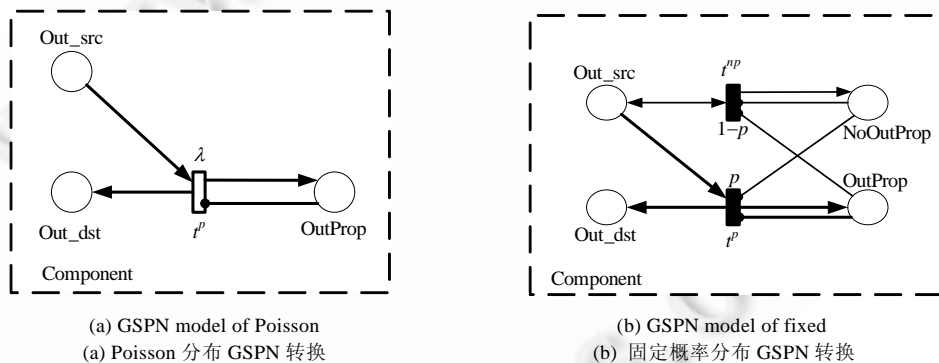 Out_src
λ
Out_dst
t^p
OutProp
Component
(a) GSPN model of Poisson
(a) Poisson 分布 GSPN 转换
Out_src
t^np
1−p
NoOutProp
p
OutProp
Out_dst
t^p
Component
(b) GSPN model of fixed
(b) 固定概率分布 GSPN 转换